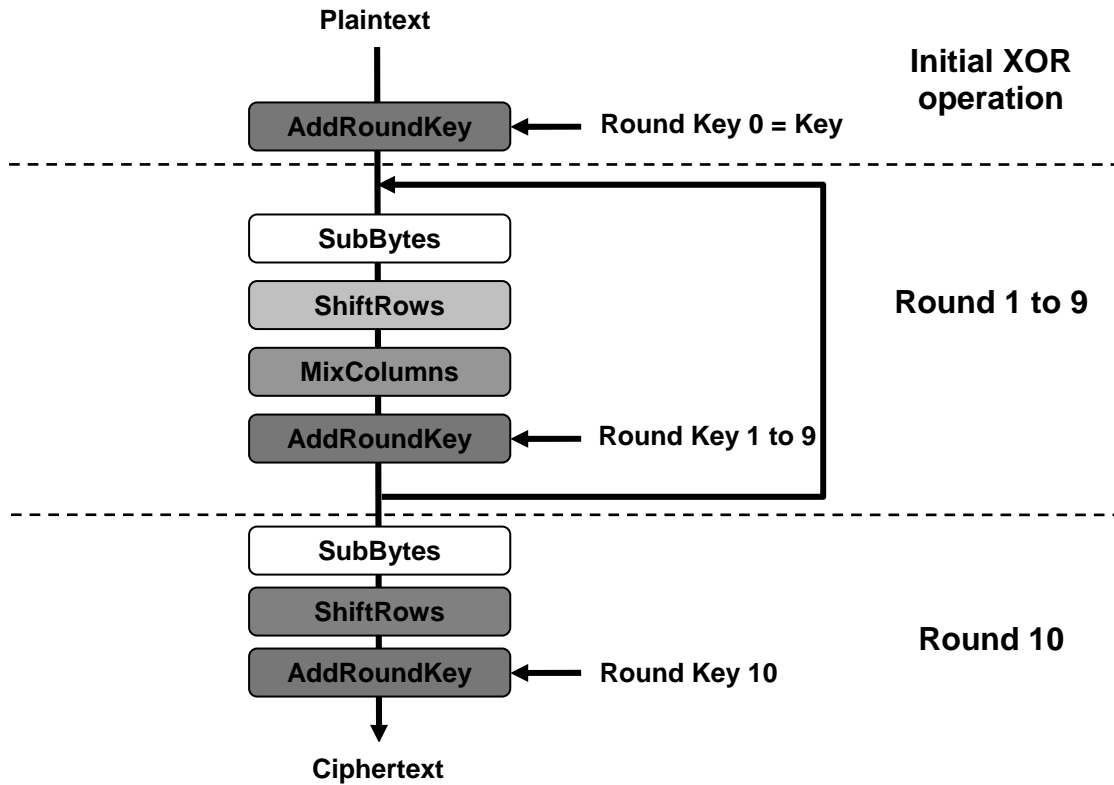 Plaintext
Initial XOR
operation
AddRoundKey
Round Key 0 = Key
SubBytes
ShiftRows
Round 1 to 9
MixColumns
AddRoundKey
Round Key 1 to 9
SubBytes
ShiftRows
Round 10
AddRoundKey
Round Key 10
Ciphertext